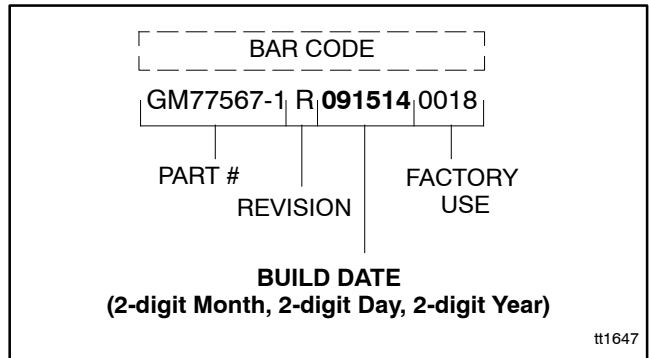 BAR CODE
GM77567-1 R 091514 0018
PART #
REVISION
FACTORY
USE
BUILD DATE
(2-digit Month, 2-digit Day, 2-digit Year)
tt1647